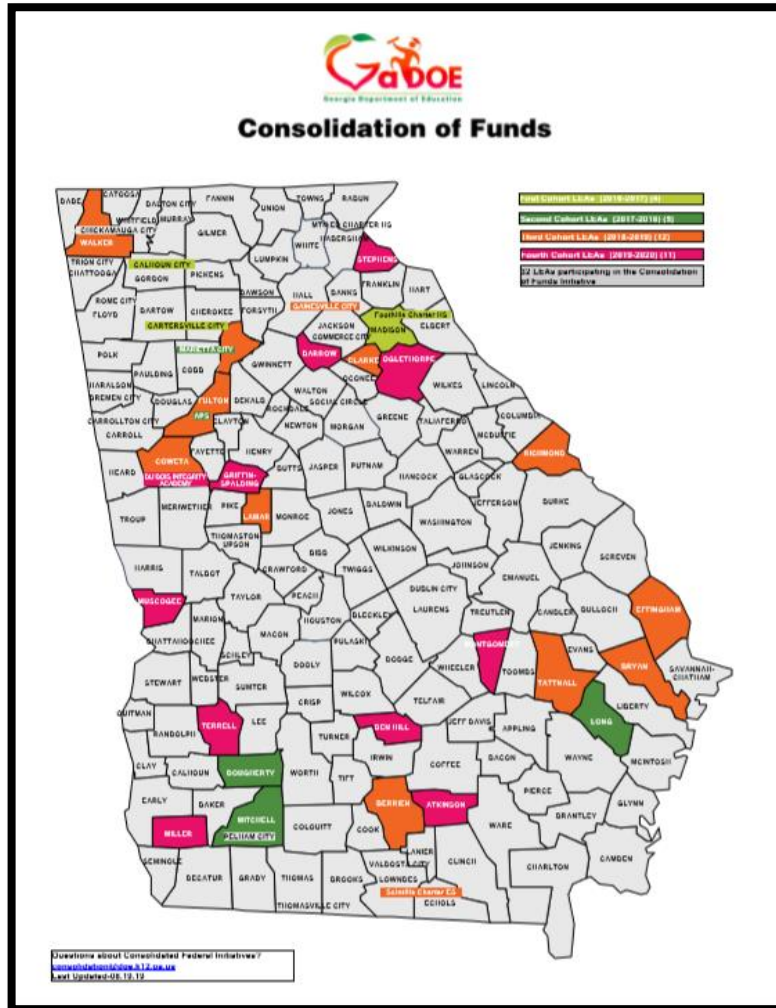 GaDOE
Georgia Department of Education
Consolidation of Funds
First Cohort LEAs (2016-2017) (4)
Second Cohort LEAs (2017-2018) (5)
Third Cohort LEAs (2018-2019) (12)
Fourth Cohort LEAs (2019-2020) (11)
32 LEAs participating in the Consolidation
of Funds Initiative
DADE
CATOOSA
DALTON CITY
WHITFIELD
MURRAY
FANNIN
UNION
TOWNS
RABUN
CHICKAMAUGA CITY
WALKER
GILMER
WHITE
HABERSHAM
LUMPKIN
STEPHENS
TRION CITY
CHATTOOGA
CALHOUN CITY
GORDON
PICKENS
DAWSON
HALL
BANKS
FRANKLIN
HART
ROME CITY
FLOYD
BARTOW
CHEROKEE
FORSYTH
GAINESVILLE CITY
CARTERSVILLE CITY
JACKSON
COMMERCE CITY
Foothills Charter HS
MADISON
ELBERT
POLK
PAULDING
COBB
MARIETTA CITY
GWINNETT
BARROW
CLARKE
OCONEE
OGLETHORPE
WILKES
LINCOLN
HARALSON
BREMEN CITY
DOUGLAS
FULTON
APS
DEKALB
ROCKDALE
WALTON
SOCIAL CIRCLE
CARROLLTON CITY
CARROLL
CLAYTON
NEWTON
MORGAN
GREENE
TALIAFERRO
COLUMBIA
MCDUFFIE
WARREN
RICHMOND
HEARD
COWETA
DUBOIS INTEGRITY
ACADEMY
FAYETTE
HENRY
GRIFFIN-
SPALDING
BUTTS
JASPER
PUTNAM
HANCOCK
GLASCOCK
JEFFERSON
BURKE
TROUP
MERIWETHER
PIKE
LAMAR
MONROE
JONES
BALDWIN
WASHINGTON
THOMASTON
UPSON
BIBB
WILKINSON
JENKINS
SCREVEN
HARRIS
TALBOT
CRAWFORD
TWIGGS
JOHNSON
EMANUEL
MUSCOGEE
TAYLOR
PEACH
HOUSTON
BLECKLEY
DUBLIN CITY
LAURENS
TREUTLEN
CANDLER
BULLOCH
EFFINGHAM
CHATTAHOOCHEE
MARION
MACON
SCHLEY
DOOLY
PULASKI
DODGE
WHEELER
MONTGOMERY
TOOMBS
TATTNALL
EVANS
BRYAN
SAVANNAH-
CHATHAM
STEWART
WEBSTER
SUMTER
CRISP
WILCOX
TELFAIR
LIBERTY
LONG
QUITMAN
RANDOLPH
TERRELL
LEE
TURNER
BEN HILL
JEFF DAVIS
APPLING
WAYNE
MCINTOSH
CLAY
CALHOUN
DOUGHERTY
WORTH
TIFT
IRWIN
COFFEE
BACON
PIERCE
EARLY
BAKER
MITCHELL
PELHAM CITY
COLQUITT
COOK
BERRIEN
ATKINSON
WARE
BRANTLEY
GLYNN
MILLER
LANIER
CLINCH
CHARLTON
CAMDEN
SEMINOLE
DECATUR
GRADY
THOMAS
THOMASVILLE CITY
BROOKS
VALDOSTA CITY
LOWNDES
Scintilla Charter ES
ECHOLS
Questions about Consolidated Federal Initiatives?
consolidation@doe.k12.ga.us
Last Updated-08.19.19